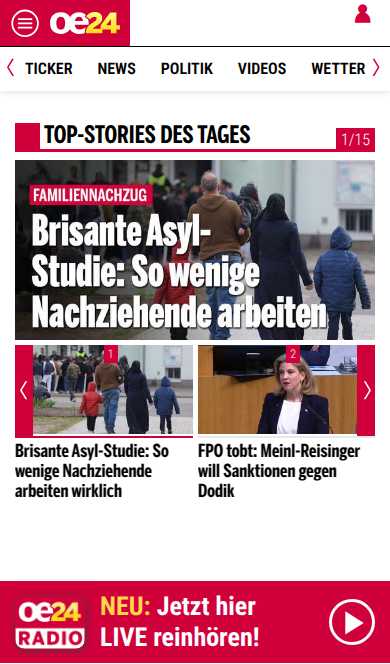 oe24
TICKER NEWS POLITIK VIDEOS WETTER
TOP-STORIES DES TAGES
1/15
FAMILIENNACHZUG
Brisante Asyl-
Studie: So wenige
Nachziehende arbeiten
1
2
Brisante Asyl-Studie: So
wenige Nachziehende
arbeiten wirklich
FPÖ tobt: Meinl-Reisinger
will Sanktionen gegen
Dodik
oe24
RADIO
NEU: Jetzt hier
LIVE reinhören!